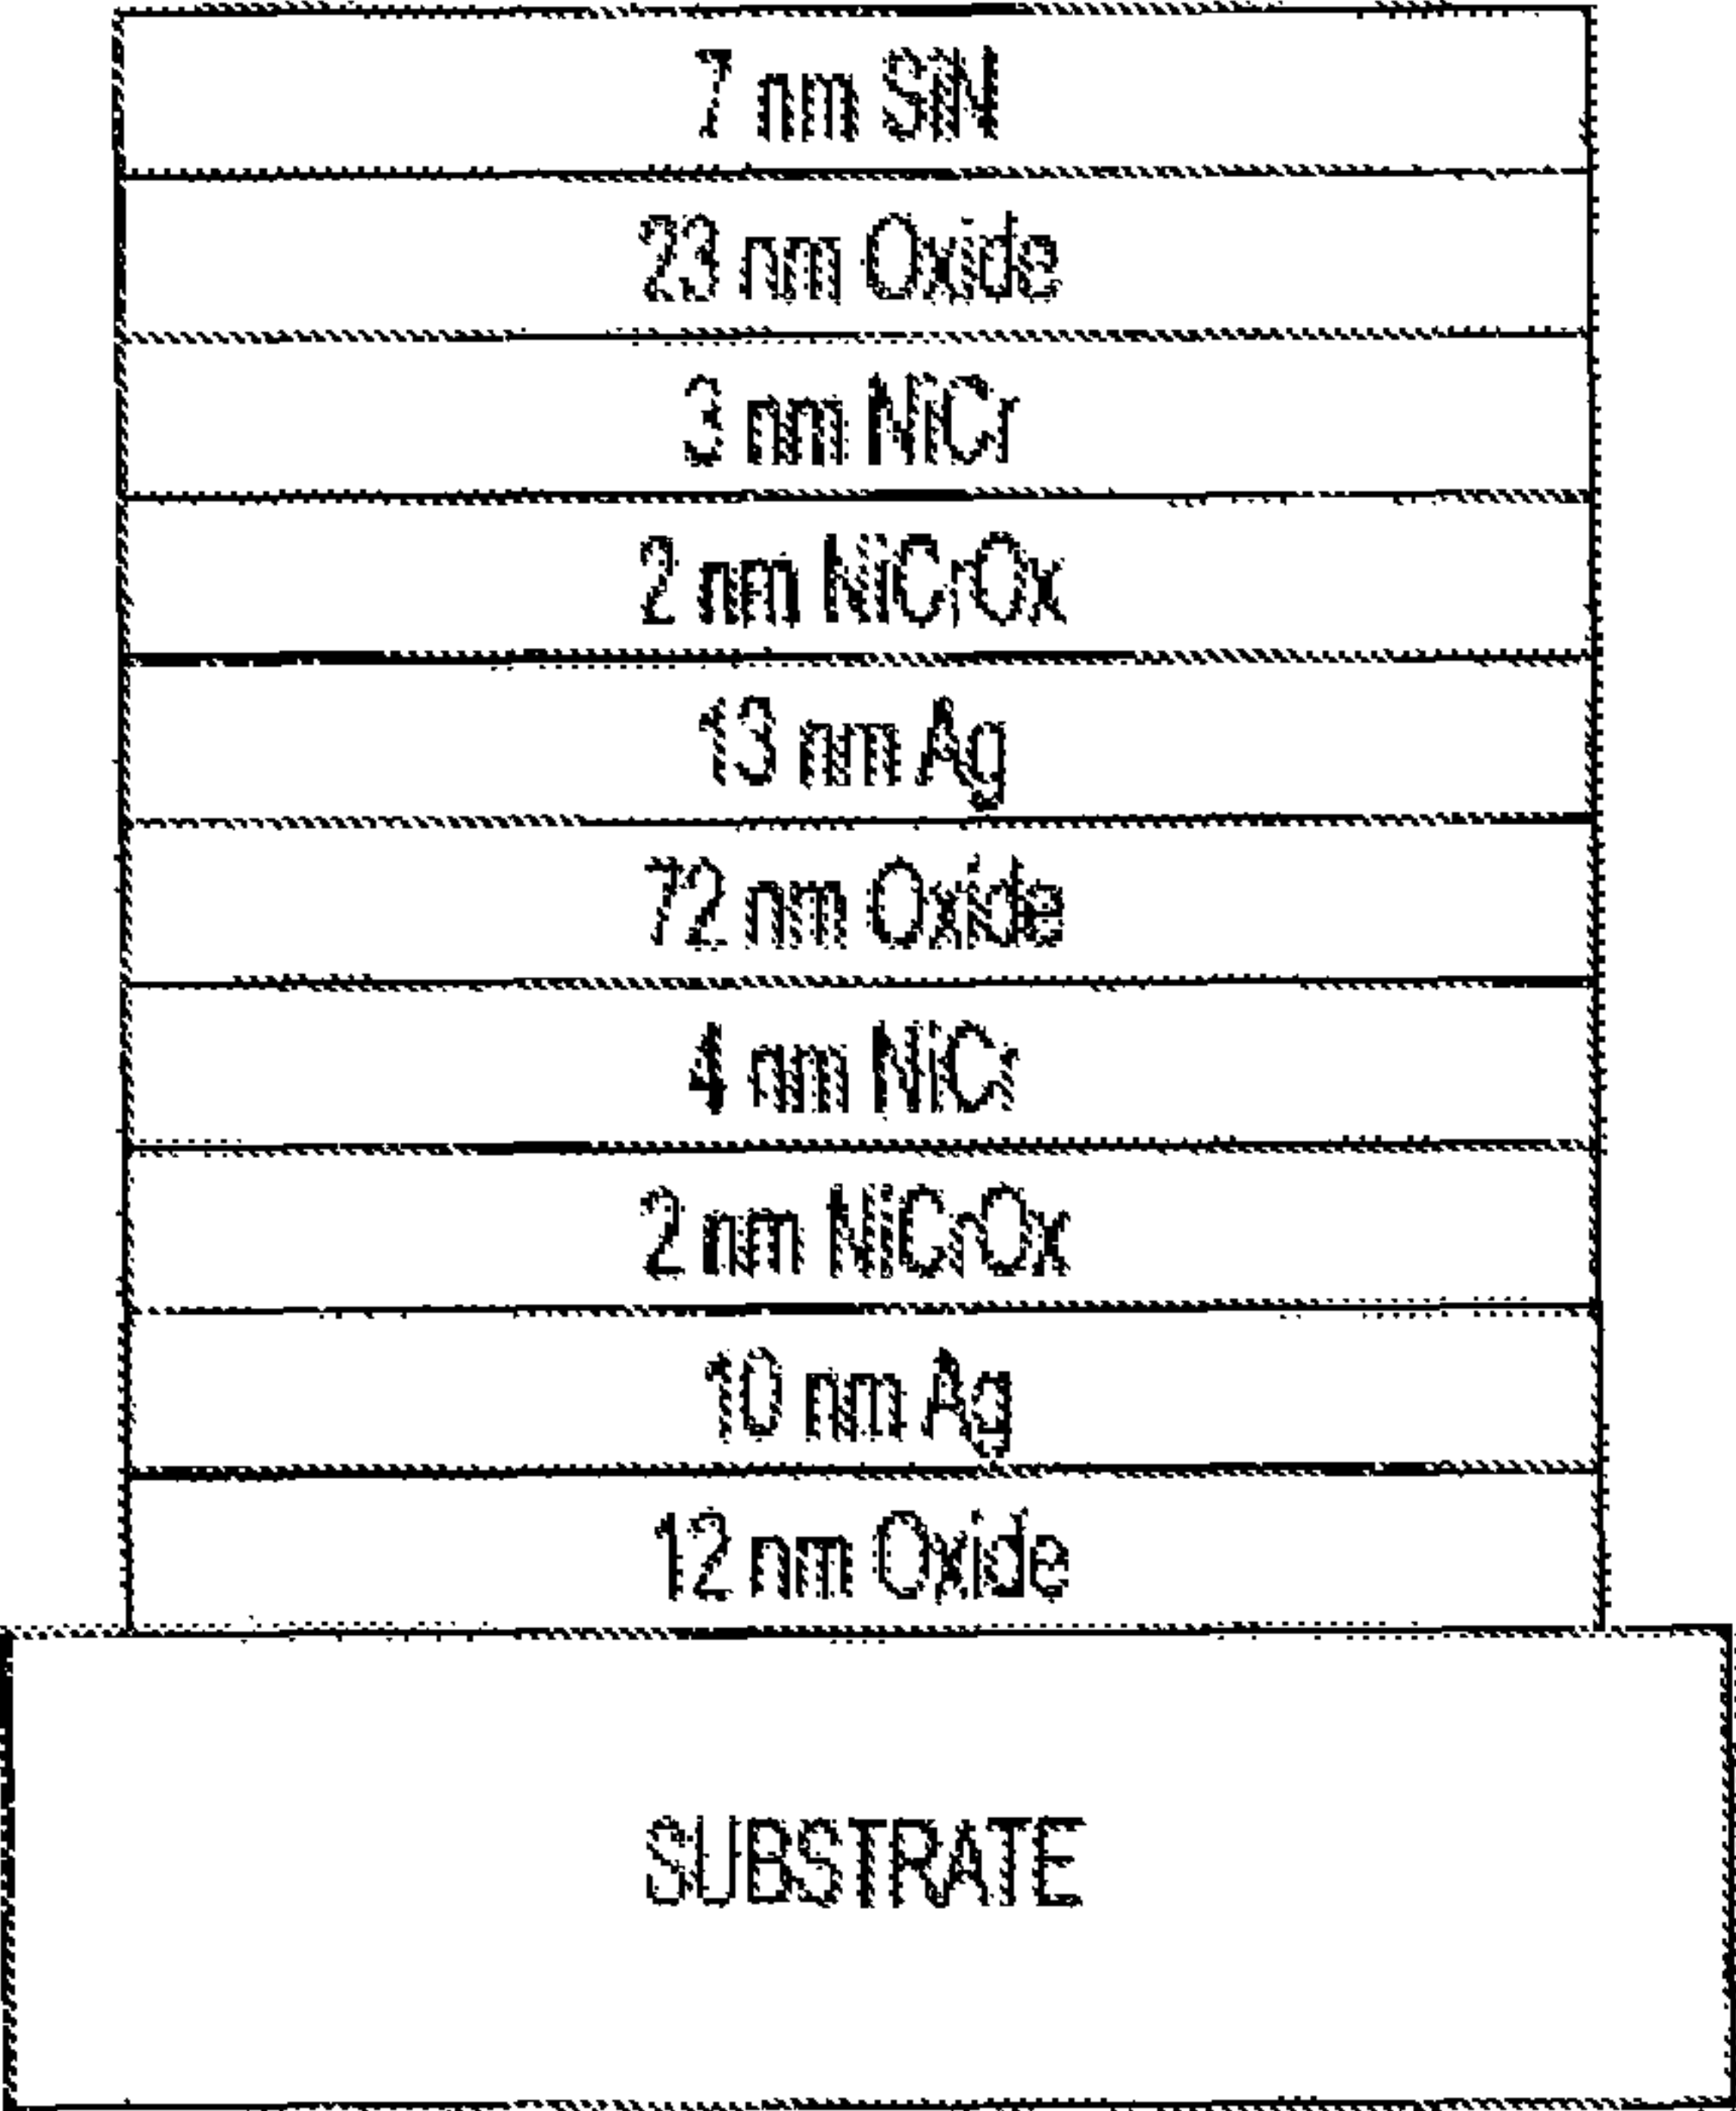 7 nm SiN
23 nm Oxide
3 nm NiCr
2 nm NiCrOx
13 nm Ag
72 nm Oxide
4 nm NiCr
2 nm NiCrOx
10 nm Ag
12 nm Oxide
SUBSTRATE